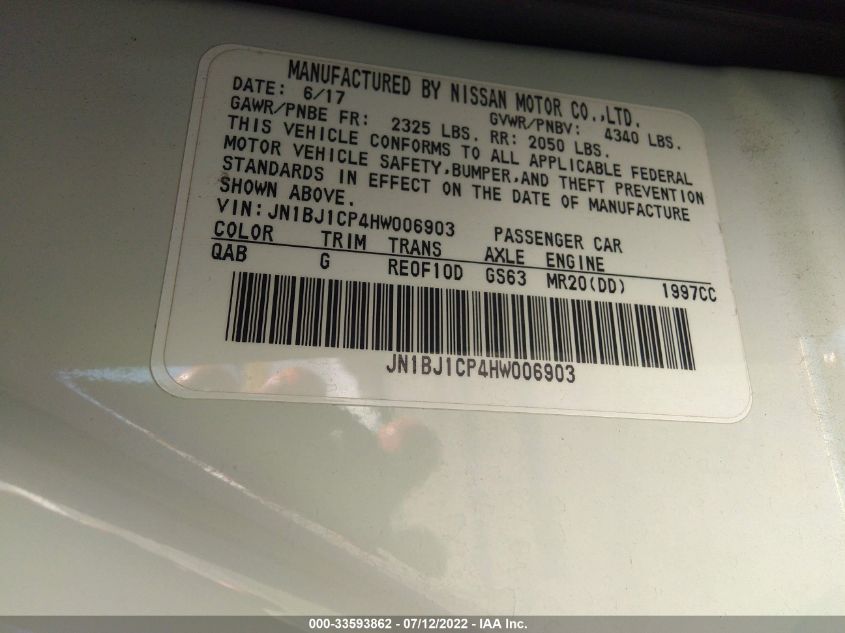 MANUFACTURED BY NISSAN MOTOR CO.,LTD.
DATE: 6/17 GVWR/PNBV: 4340 LBS.
GAWR/PNBE FR: 2325 LBS. RR: 2050 LBS.
THIS VEHICLE CONFORMS TO ALL APPLICABLE FEDERAL
MOTOR VEHICLE SAFETY,BUMPER,AND THEFT PREVENTION
STANDARDS IN EFFECT ON THE DATE OF MANUFACTURE
SHOWN ABOVE.
VIN:JN1BJ1CP4HW006903 PASSENGER CAR
COLOR TRIM TRANS AXLE ENGINE
QAB G RE0F10D GS63 MR20(DD) 1997CC
JN1BJ1CP4HW006903
000-33593862 - 07/12/2022 - IAA Inc.